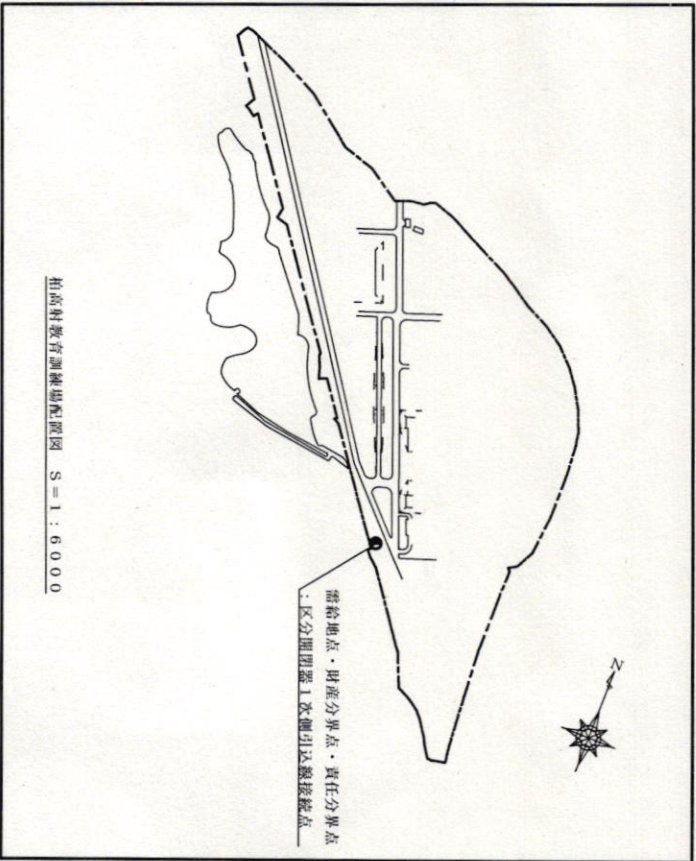 柏高射教育訓練場配置図　S=1:6000
需給地点・財産分界点・責任分界点
:区分開閉器1次側引込線接続点
N